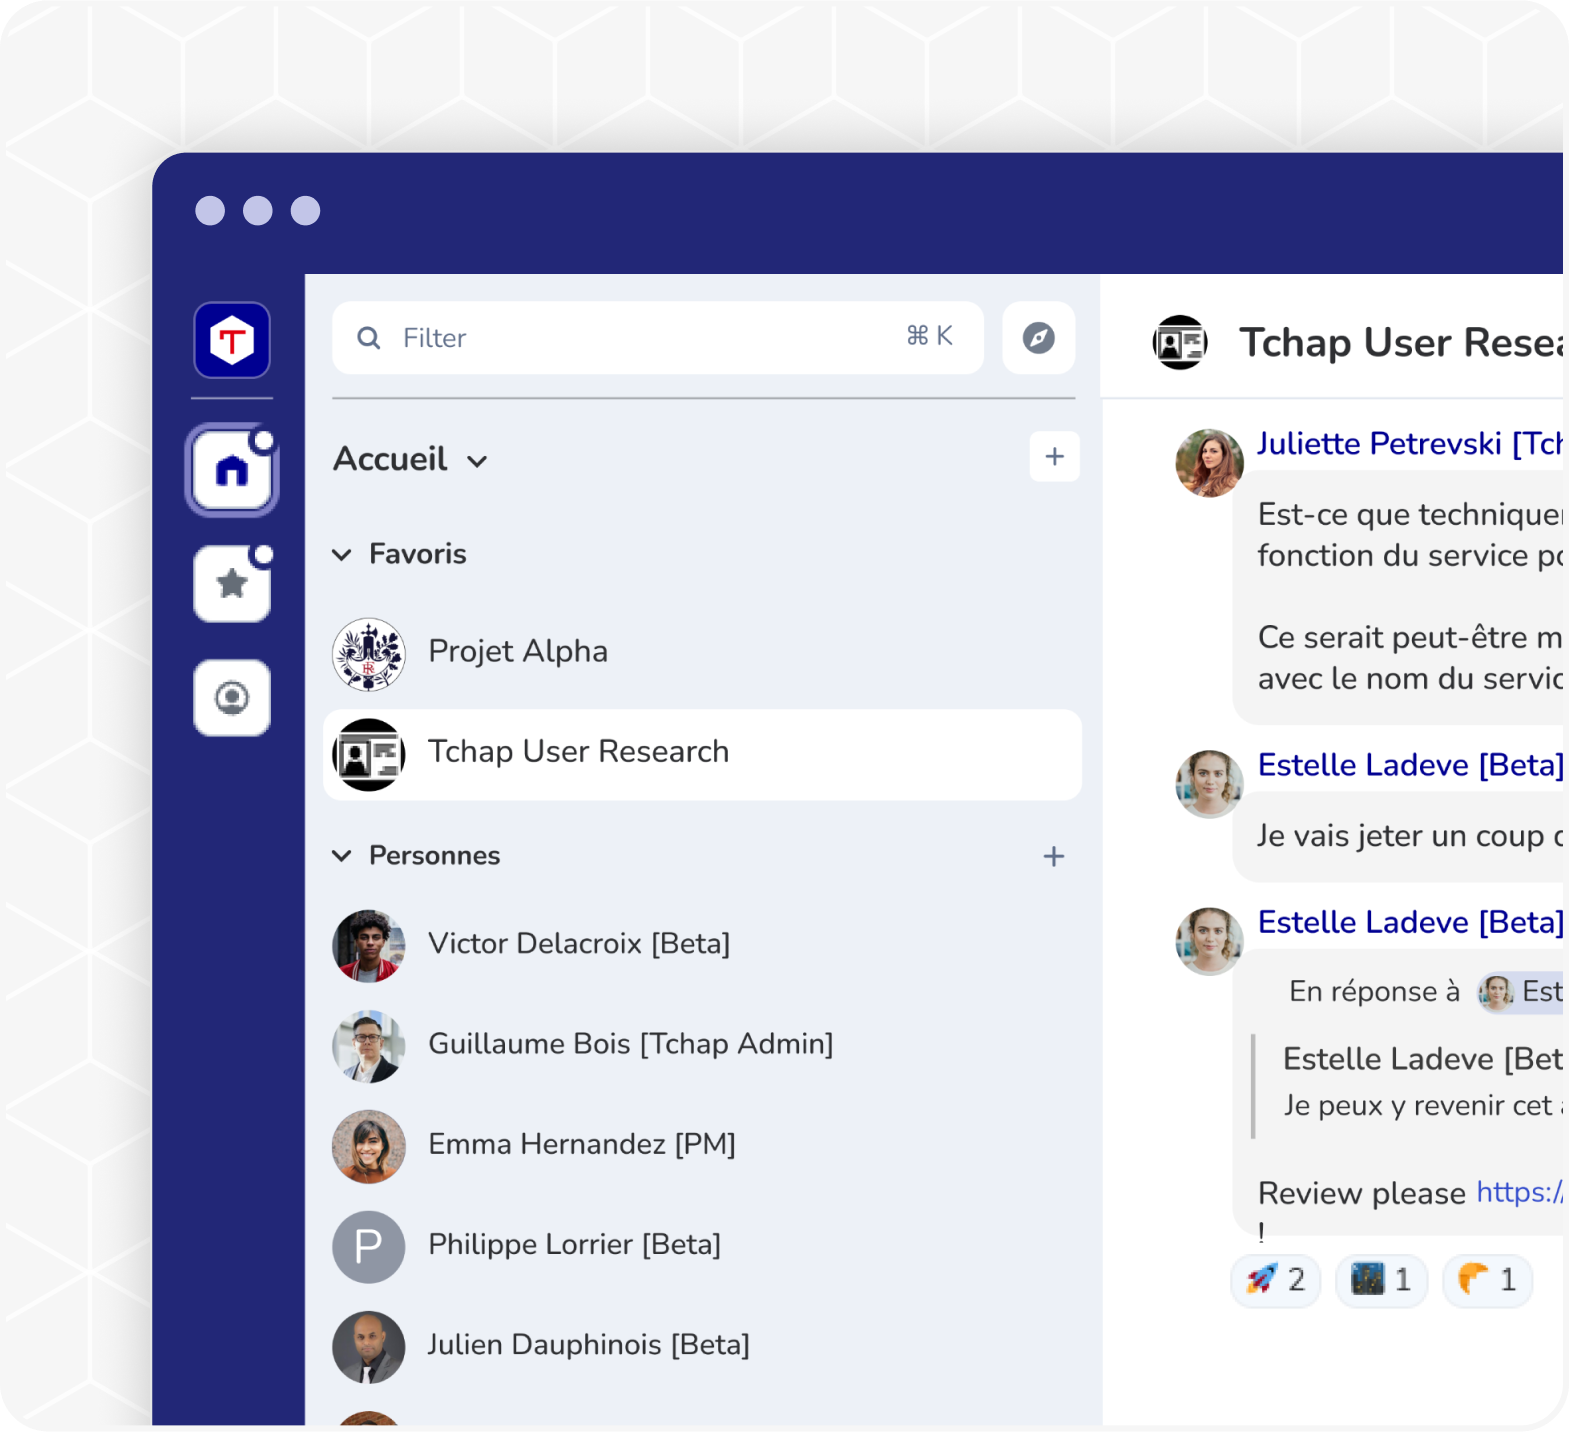 T
Filter
⌘ K
Accueil
Favoris
Projet Alpha
Tchap User Research
Personnes
Victor Delacroix [Beta]
Guillaume Bois [Tchap Admin]
Emma Hernandez [PM]
P
Philippe Lorrier [Beta]
Julien Dauphinois [Beta]
Tchap User Resea
Juliette Petrevski [Tch
Est-ce que technique
fonction du service po
Ce serait peut-être m
avec le nom du servic
Estelle Ladeve [Beta]
Je vais jeter un coup
Estelle Ladeve [Beta]
En réponse à Est
Estelle Ladeve [Bet
Je peux y revenir cet
Review please https://
!
2
1
1